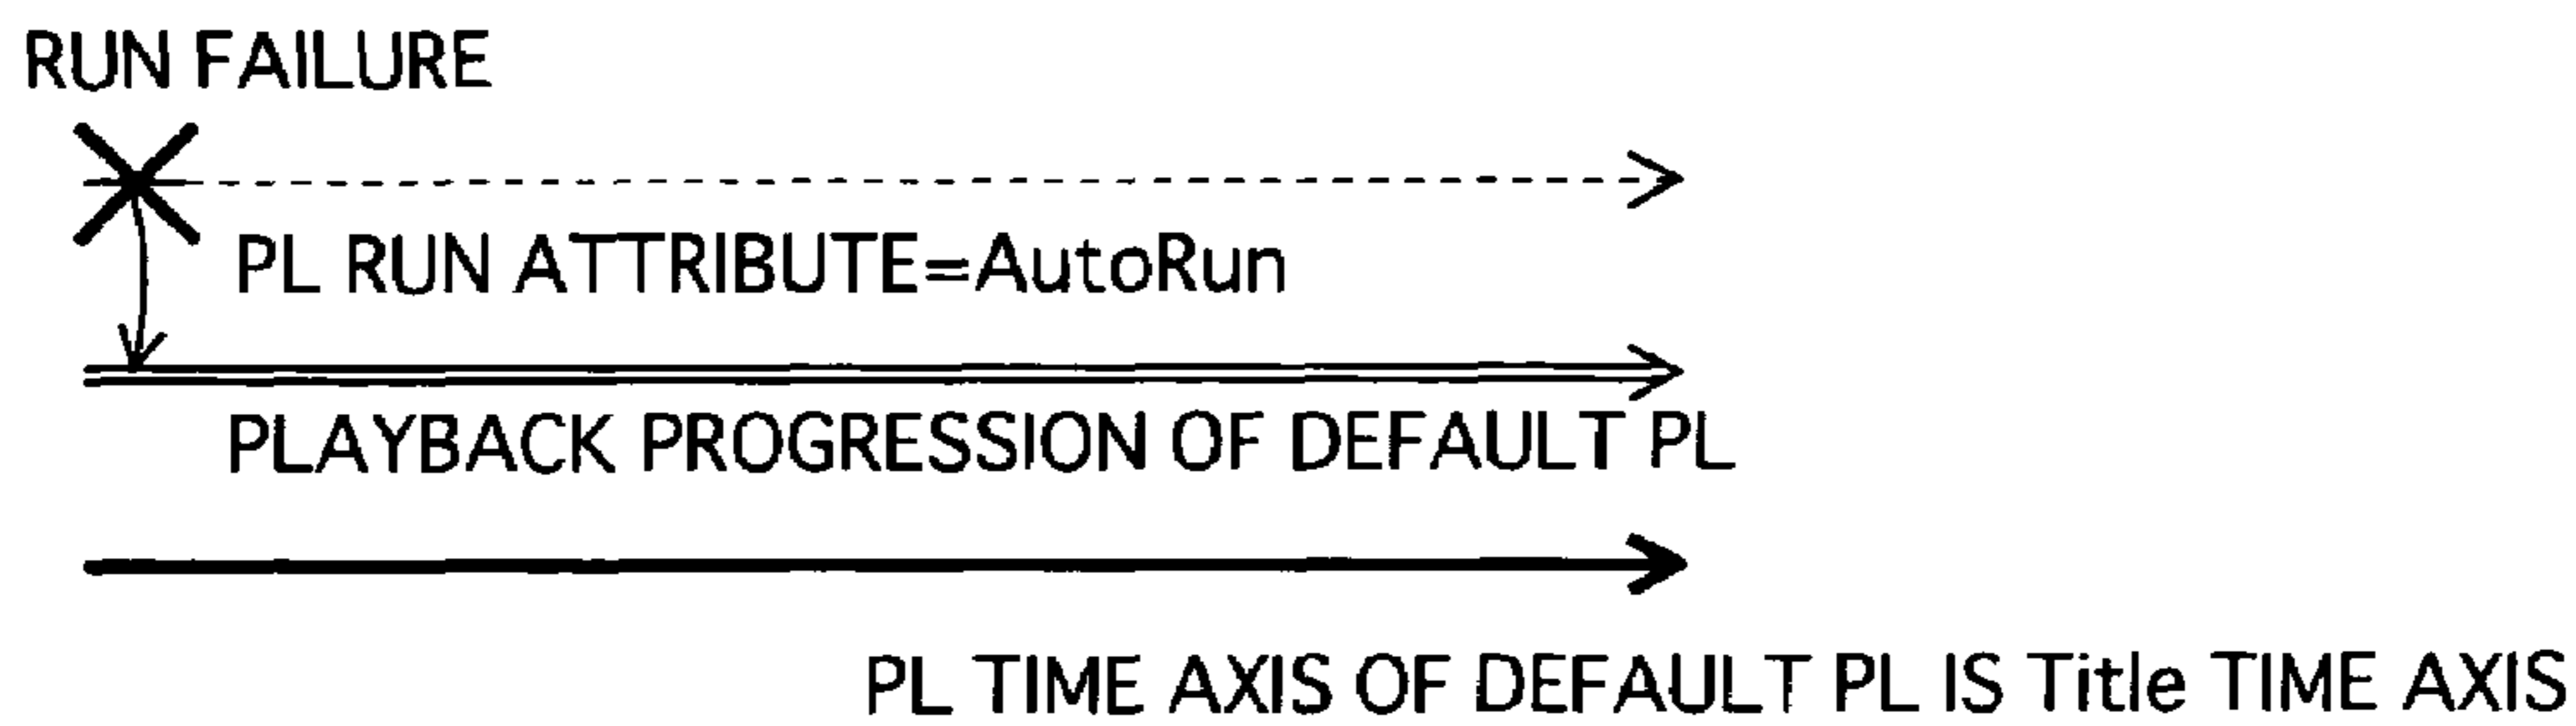 RUN FAILURE
PL RUN ATTRIBUTE=AutoRun
PLAYBACK PROGRESSION OF DEFAULT PL
PL TIME AXIS OF DEFAULT PL IS Title TIME AXIS